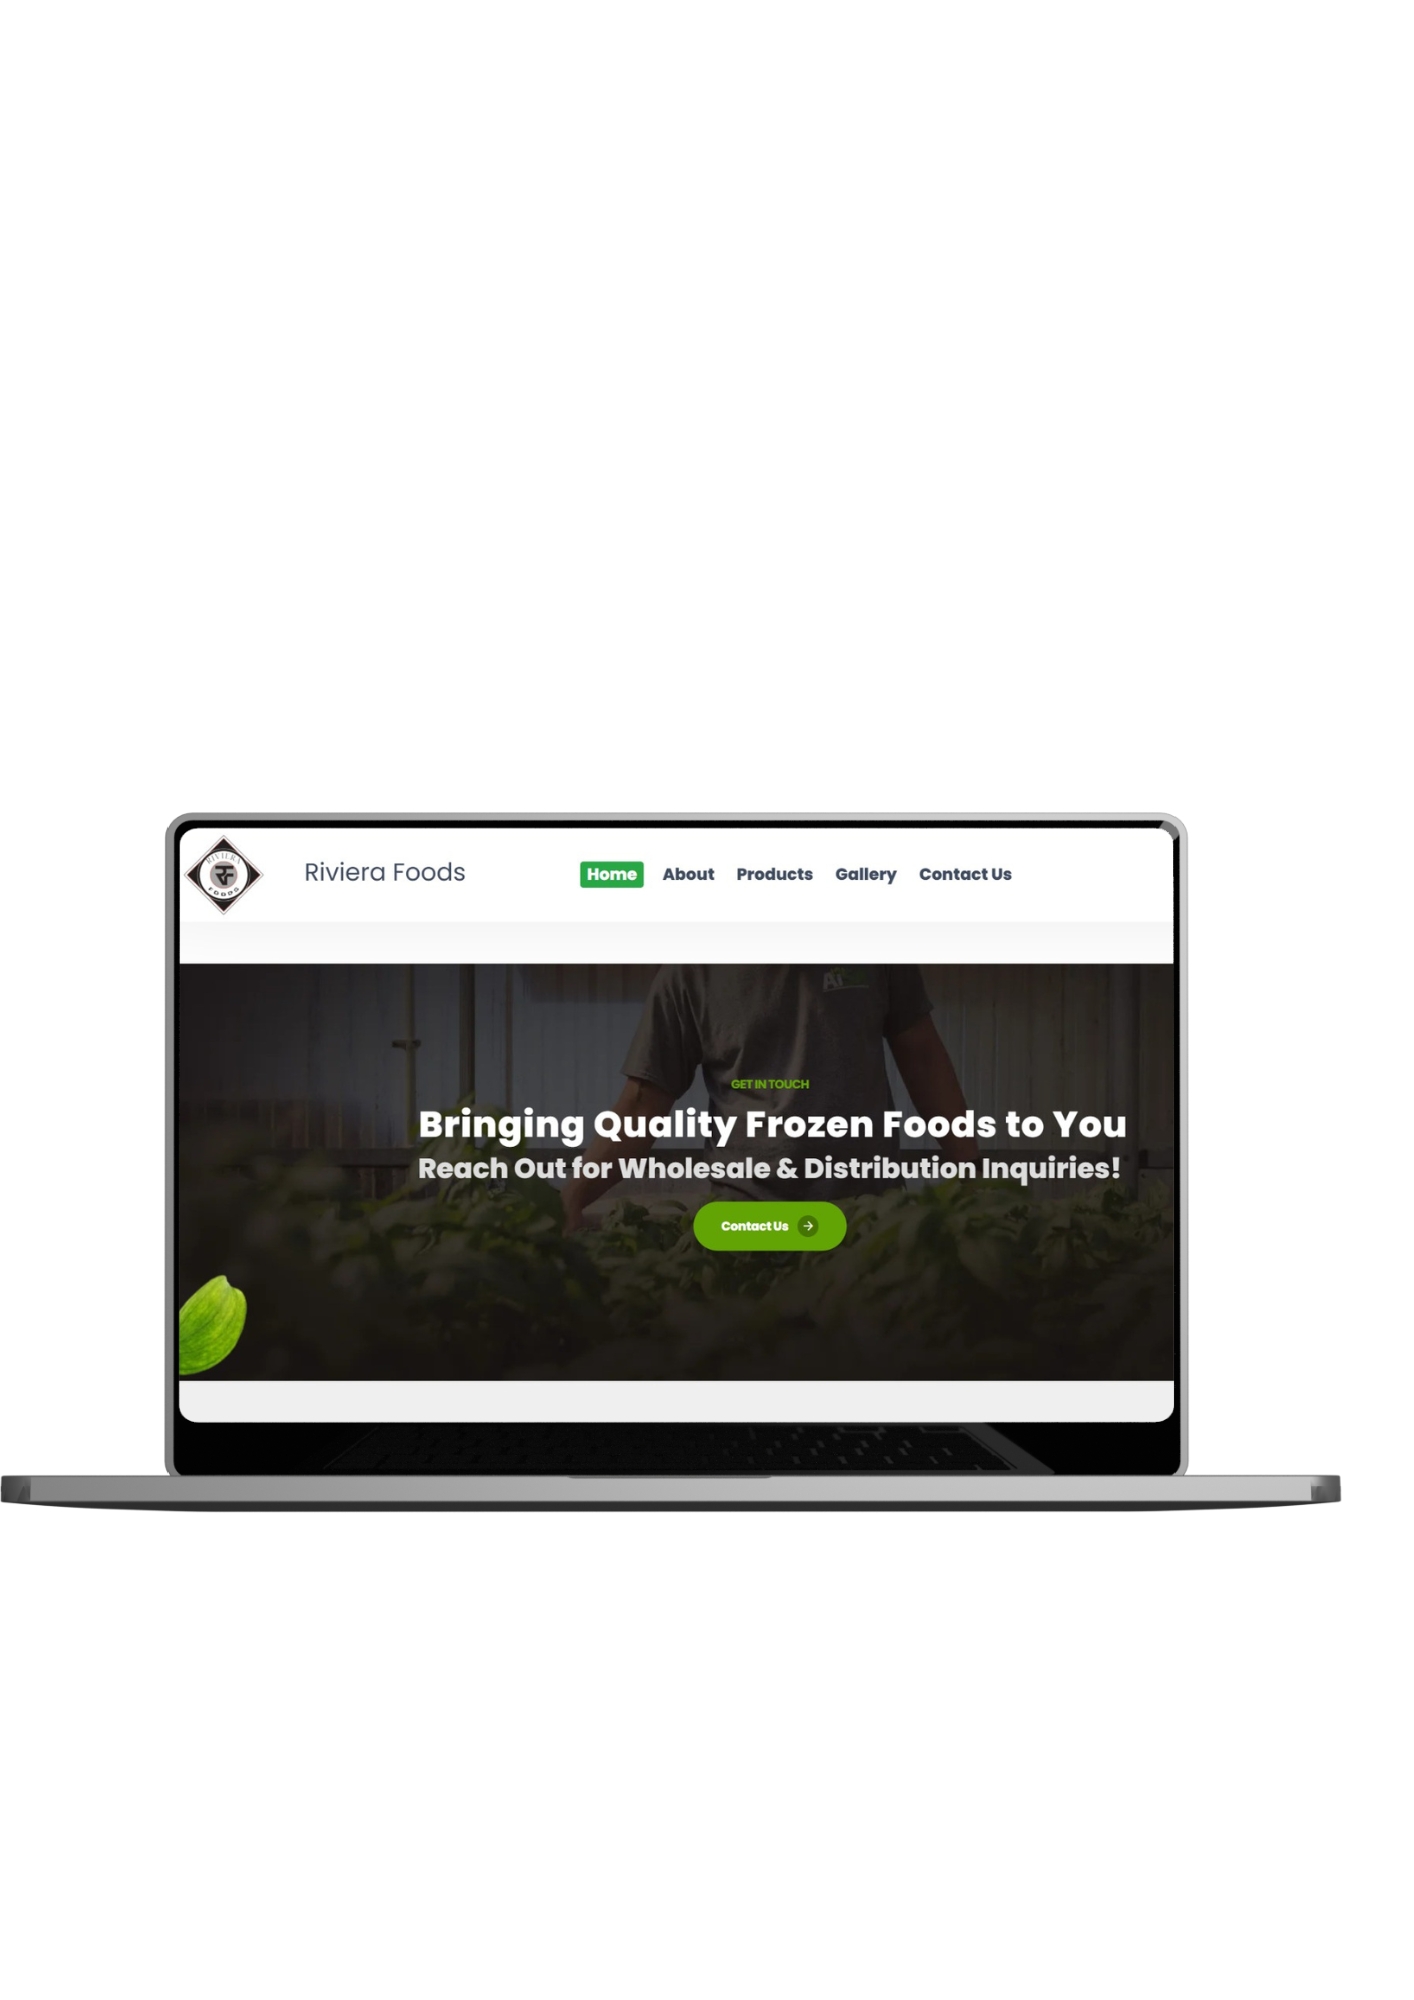 RIVIERA
RF
FOODS
Riviera Foods
Home
About
Products
Gallery
Contact Us
GET IN TOUCH
Bringing Quality Frozen Foods to You
Reach Out for Wholesale & Distribution Inquiries!
Contact Us